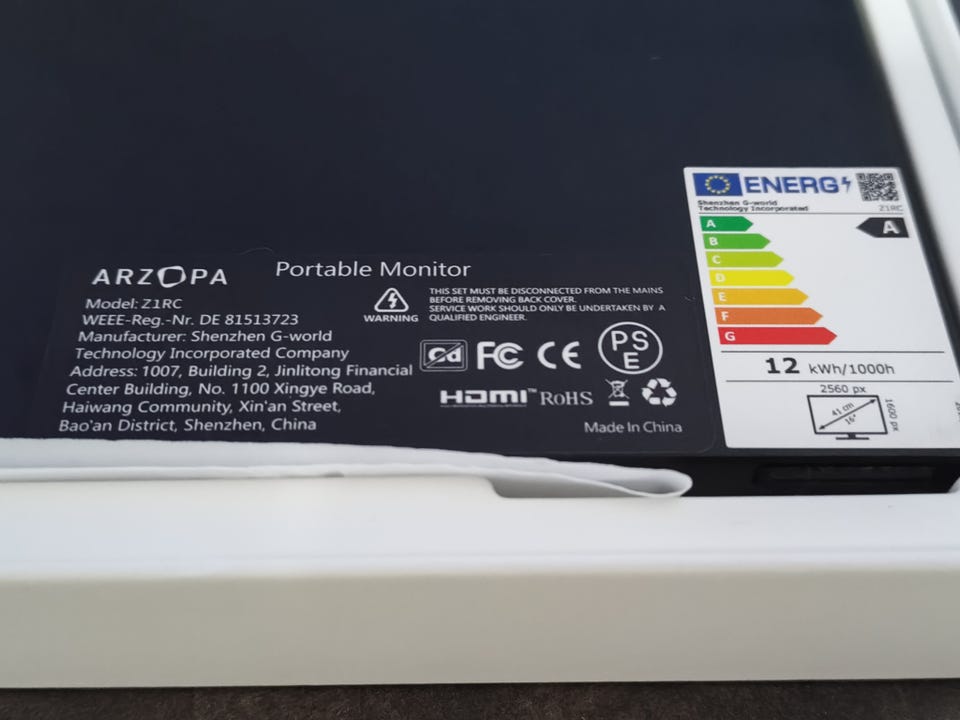 ARZOPA
Portable Monitor
Model: Z1RC
WEEE-Reg.-Nr. DE 81513723
Manufacturer: Shenzhen G-world
Technology Incorporated Company
Address: 1007, Building 2, Jinlitong Financial
Center Building, No. 1100 Xingye Road,
Haiwang Community, Xin'an Street,
Bao'an District, Shenzhen, China
WARNING
THIS SET MUST BE DISCONNECTED FROM THE MAINS
BEFORE REMOVING BACK COVER.
SERVICE WORK SHOULD ONLY BE UNDERTAKEN BY A
QUALIFIED ENGINEER.
Cd FC CE PS E
HDMI™ RoHS
Made In China
ENERG
Shenzhen G-world
Technology Incorporated
Z1RC
A
A
B
C
D
E
F
G
12 kWh/1000h
2560 px
41 cm
16"
1600 px